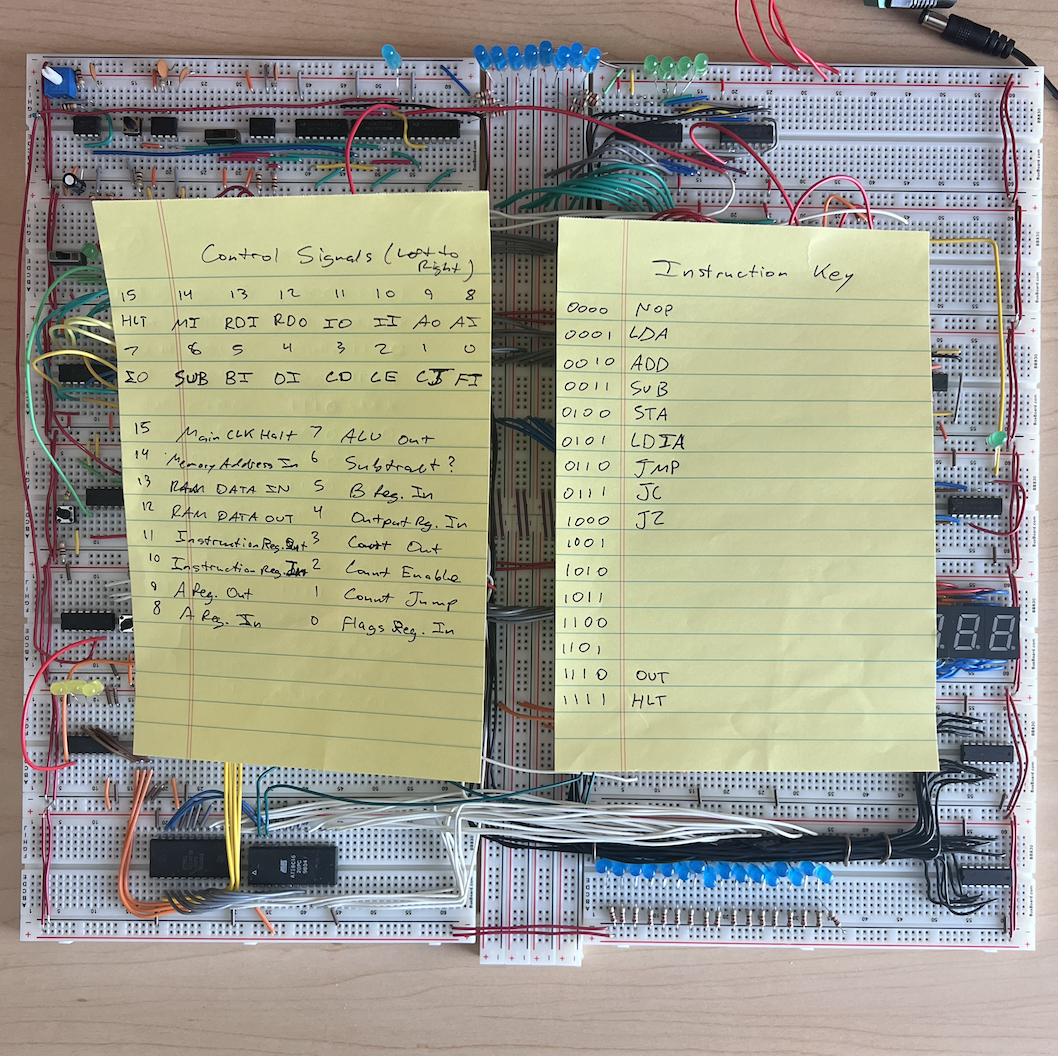 Control Signals (Left to
Right)
15 14 13 12 11 10 9 8
HLT MI RDI RDO IO II AO AI
7 6 5 4 3 2 1 0
ΣO SUB BI OI CO CE CJ FI
15 Main CLK Halt 7 ALU Out
14 Memory Address In 6 Subtract?
13 RAM DATA IN 5 B Reg. In
12 RAM DATA OUT 4 Output Rg. In
11 Instruction Reg. Out 3 Count Out
10 Instruction Reg. In 2 Count Enable
9 A Reg. Out 1 Count Jump
8 A Reg. In 0 Flags Reg. In
Instruction Key
0000 NOP
0001 LDA
0010 ADD
0011 SUB
0100 STA
0101 LDIA
0110 JMP
0111 JC
1000 JZ
1001
1010
1011
1100
1101
1110 OUT
1111 HLT